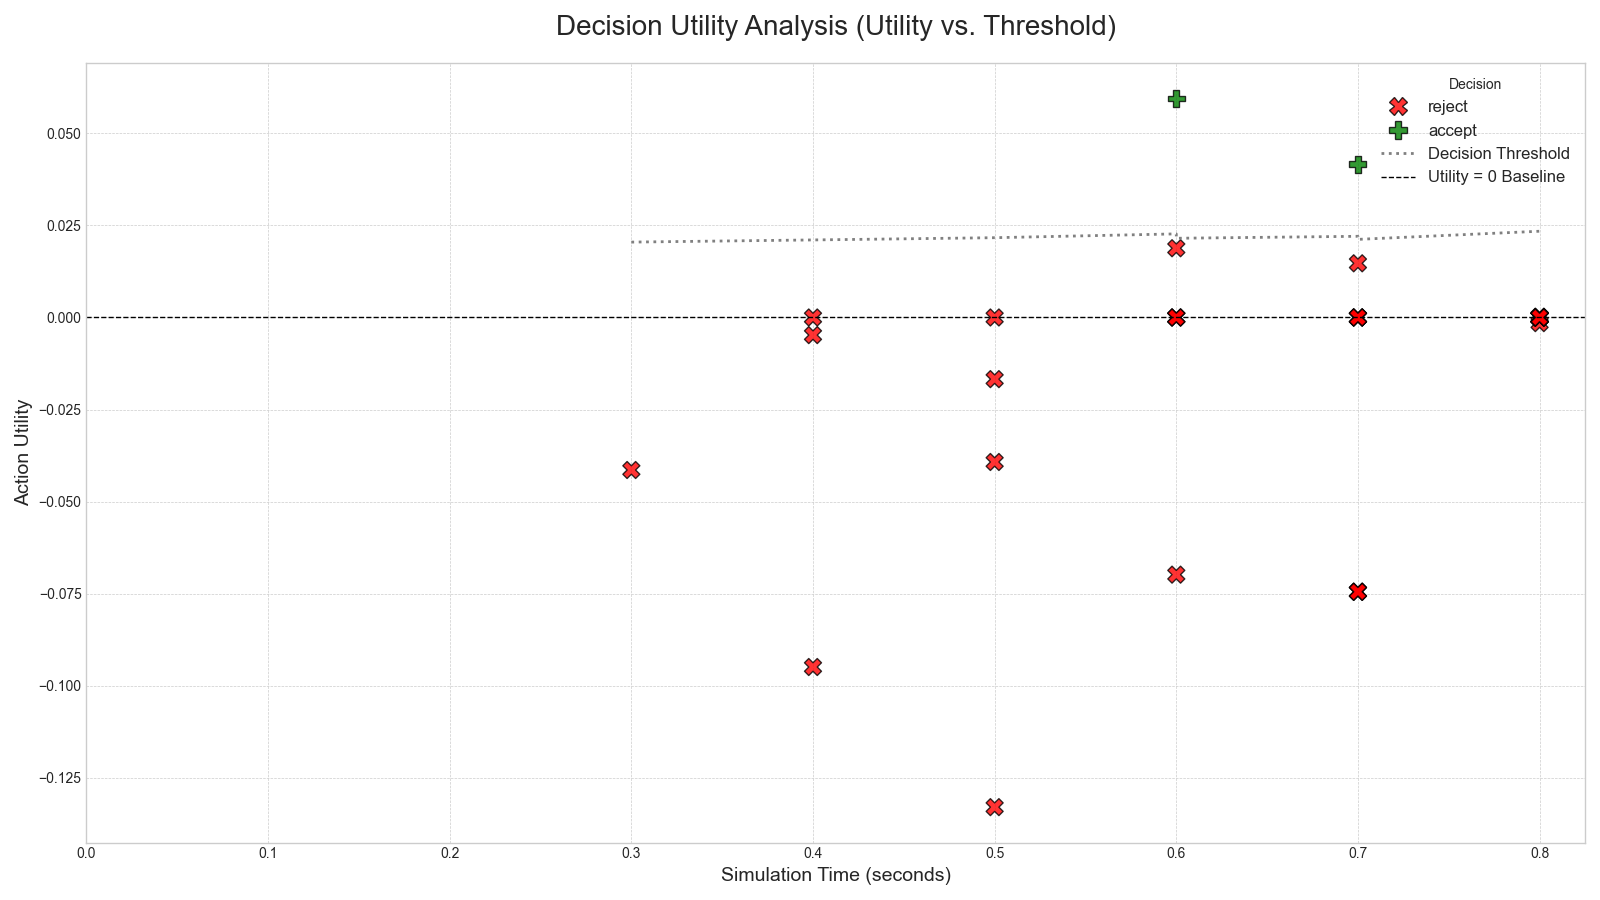 Decision Utility Analysis (Utility vs. Threshold)
Decision
reject
accept
Decision Threshold
Utility = 0 Baseline
Action Utility
0.050
0.025
0.000
−0.025
−0.050
−0.075
−0.100
−0.125
0.0 0.1 0.2 0.3 0.4 0.5 0.6 0.7 0.8
Simulation Time (seconds)